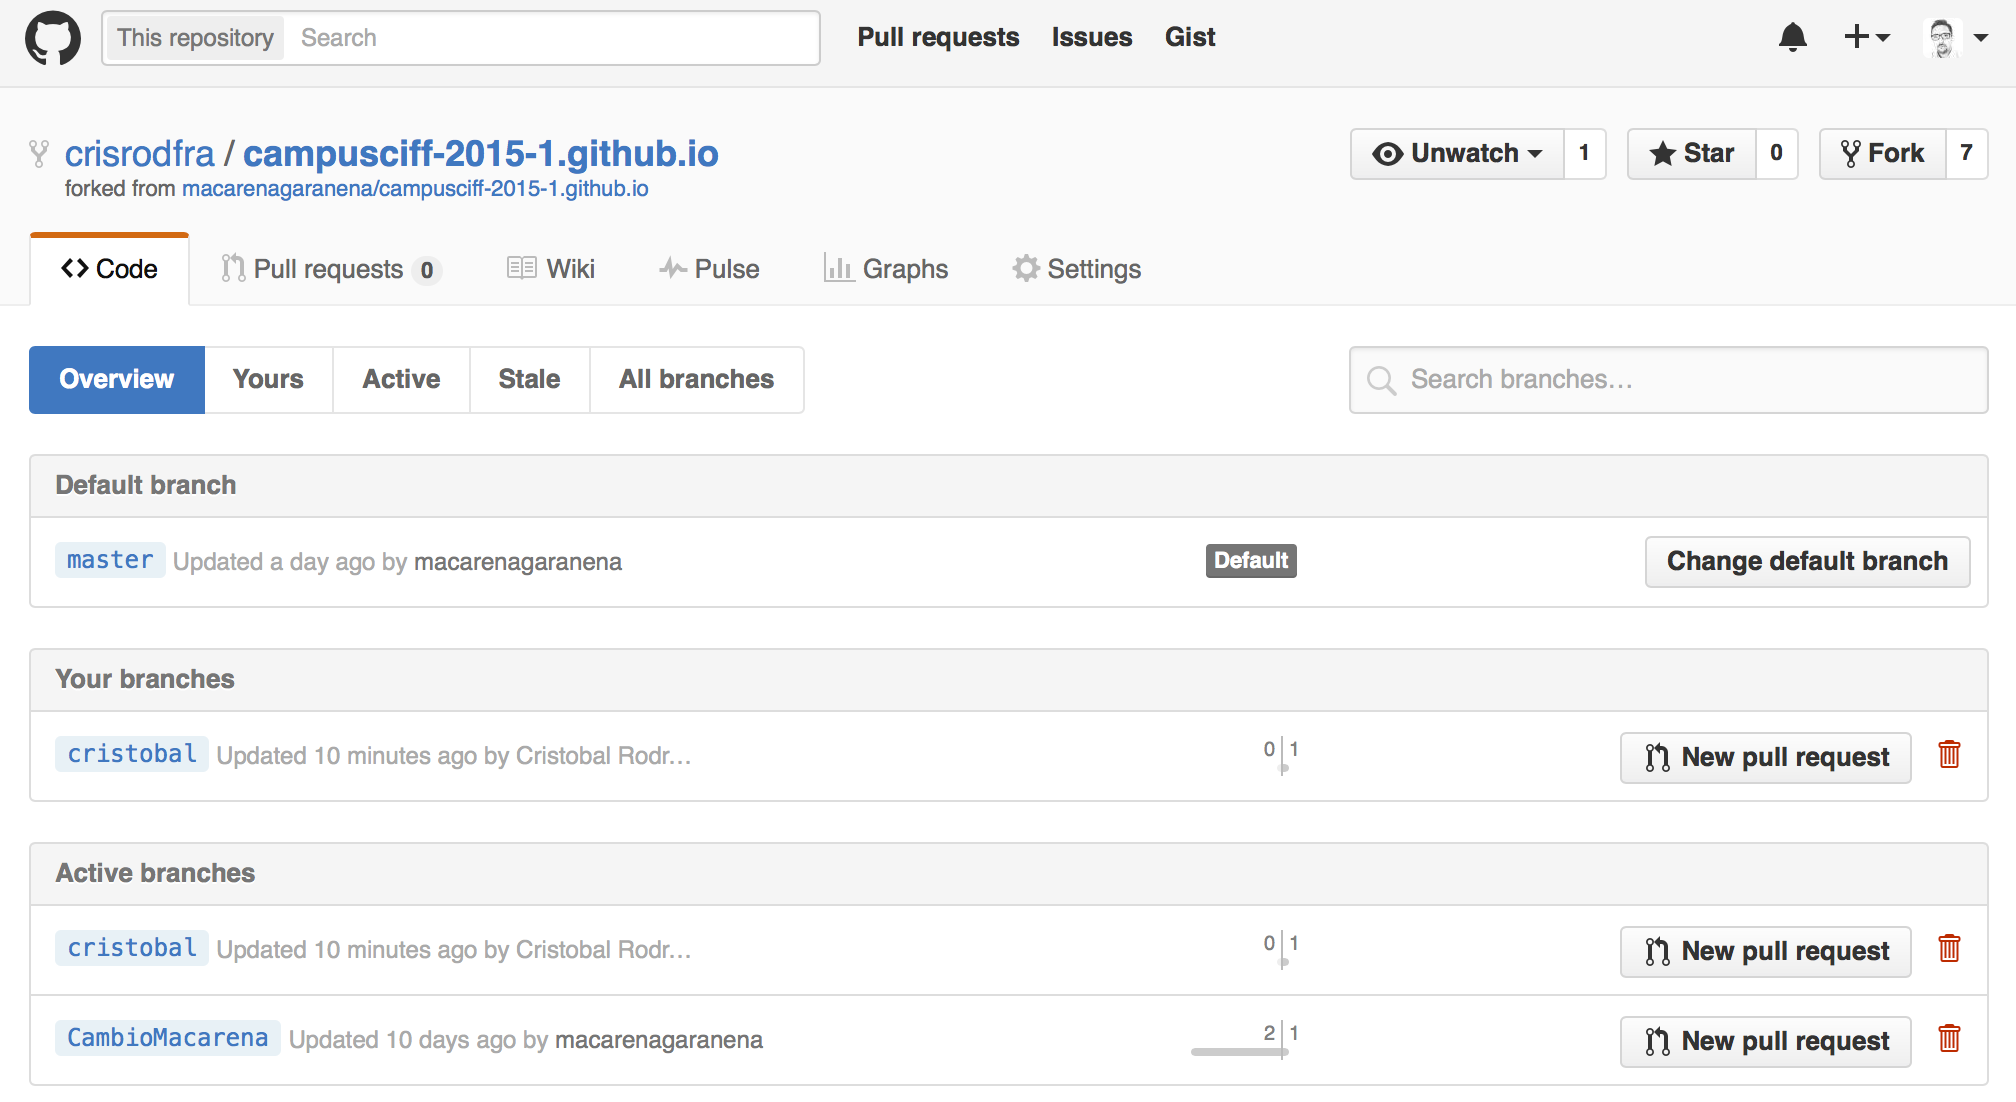 This repository Search Pull requests Issues Gist
crisrodfra / campusciff-2015-1.github.io Unwatch 1 Star 0 Fork 7
forked from macarenagaranena/campusciff-2015-1.github.io
Code Pull requests 0 Wiki Pulse Graphs Settings
Overview Yours Active Stale All branches Search branches...
Default branch
master Updated a day ago by macarenagaranena Default Change default branch
Your branches
cristobal Updated 10 minutes ago by Cristobal Rodr... 0 1 New pull request
Active branches
cristobal Updated 10 minutes ago by Cristobal Rodr... 0 1 New pull request
CambioMacarena Updated 10 days ago by macarenagaranena 2 1 New pull request